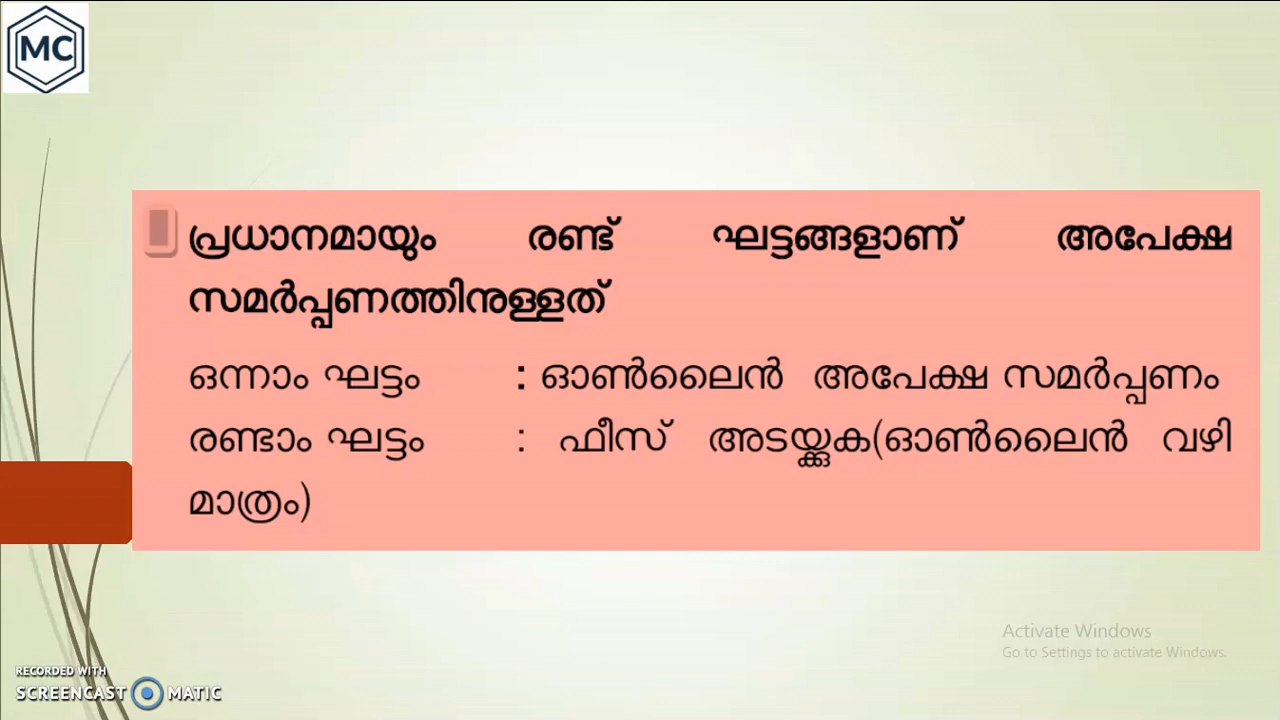 MC
പ്രധാനമായും രണ്ട് ഘട്ടങ്ങളാണ് അപേക്ഷ
സമർപ്പണത്തിനുള്ളത്
ഒന്നാം ഘട്ടം : ഓൺലൈൻ അപേക്ഷ സമർപ്പണം
രണ്ടാം ഘട്ടം : ഫീസ് അടയ്ക്കുക(ഓൺലൈൻ വഴി
മാത്രം)
Activate Windows
Go to Settings to activate Windows.
RECORDED WITH
SCREENCAST MATIC